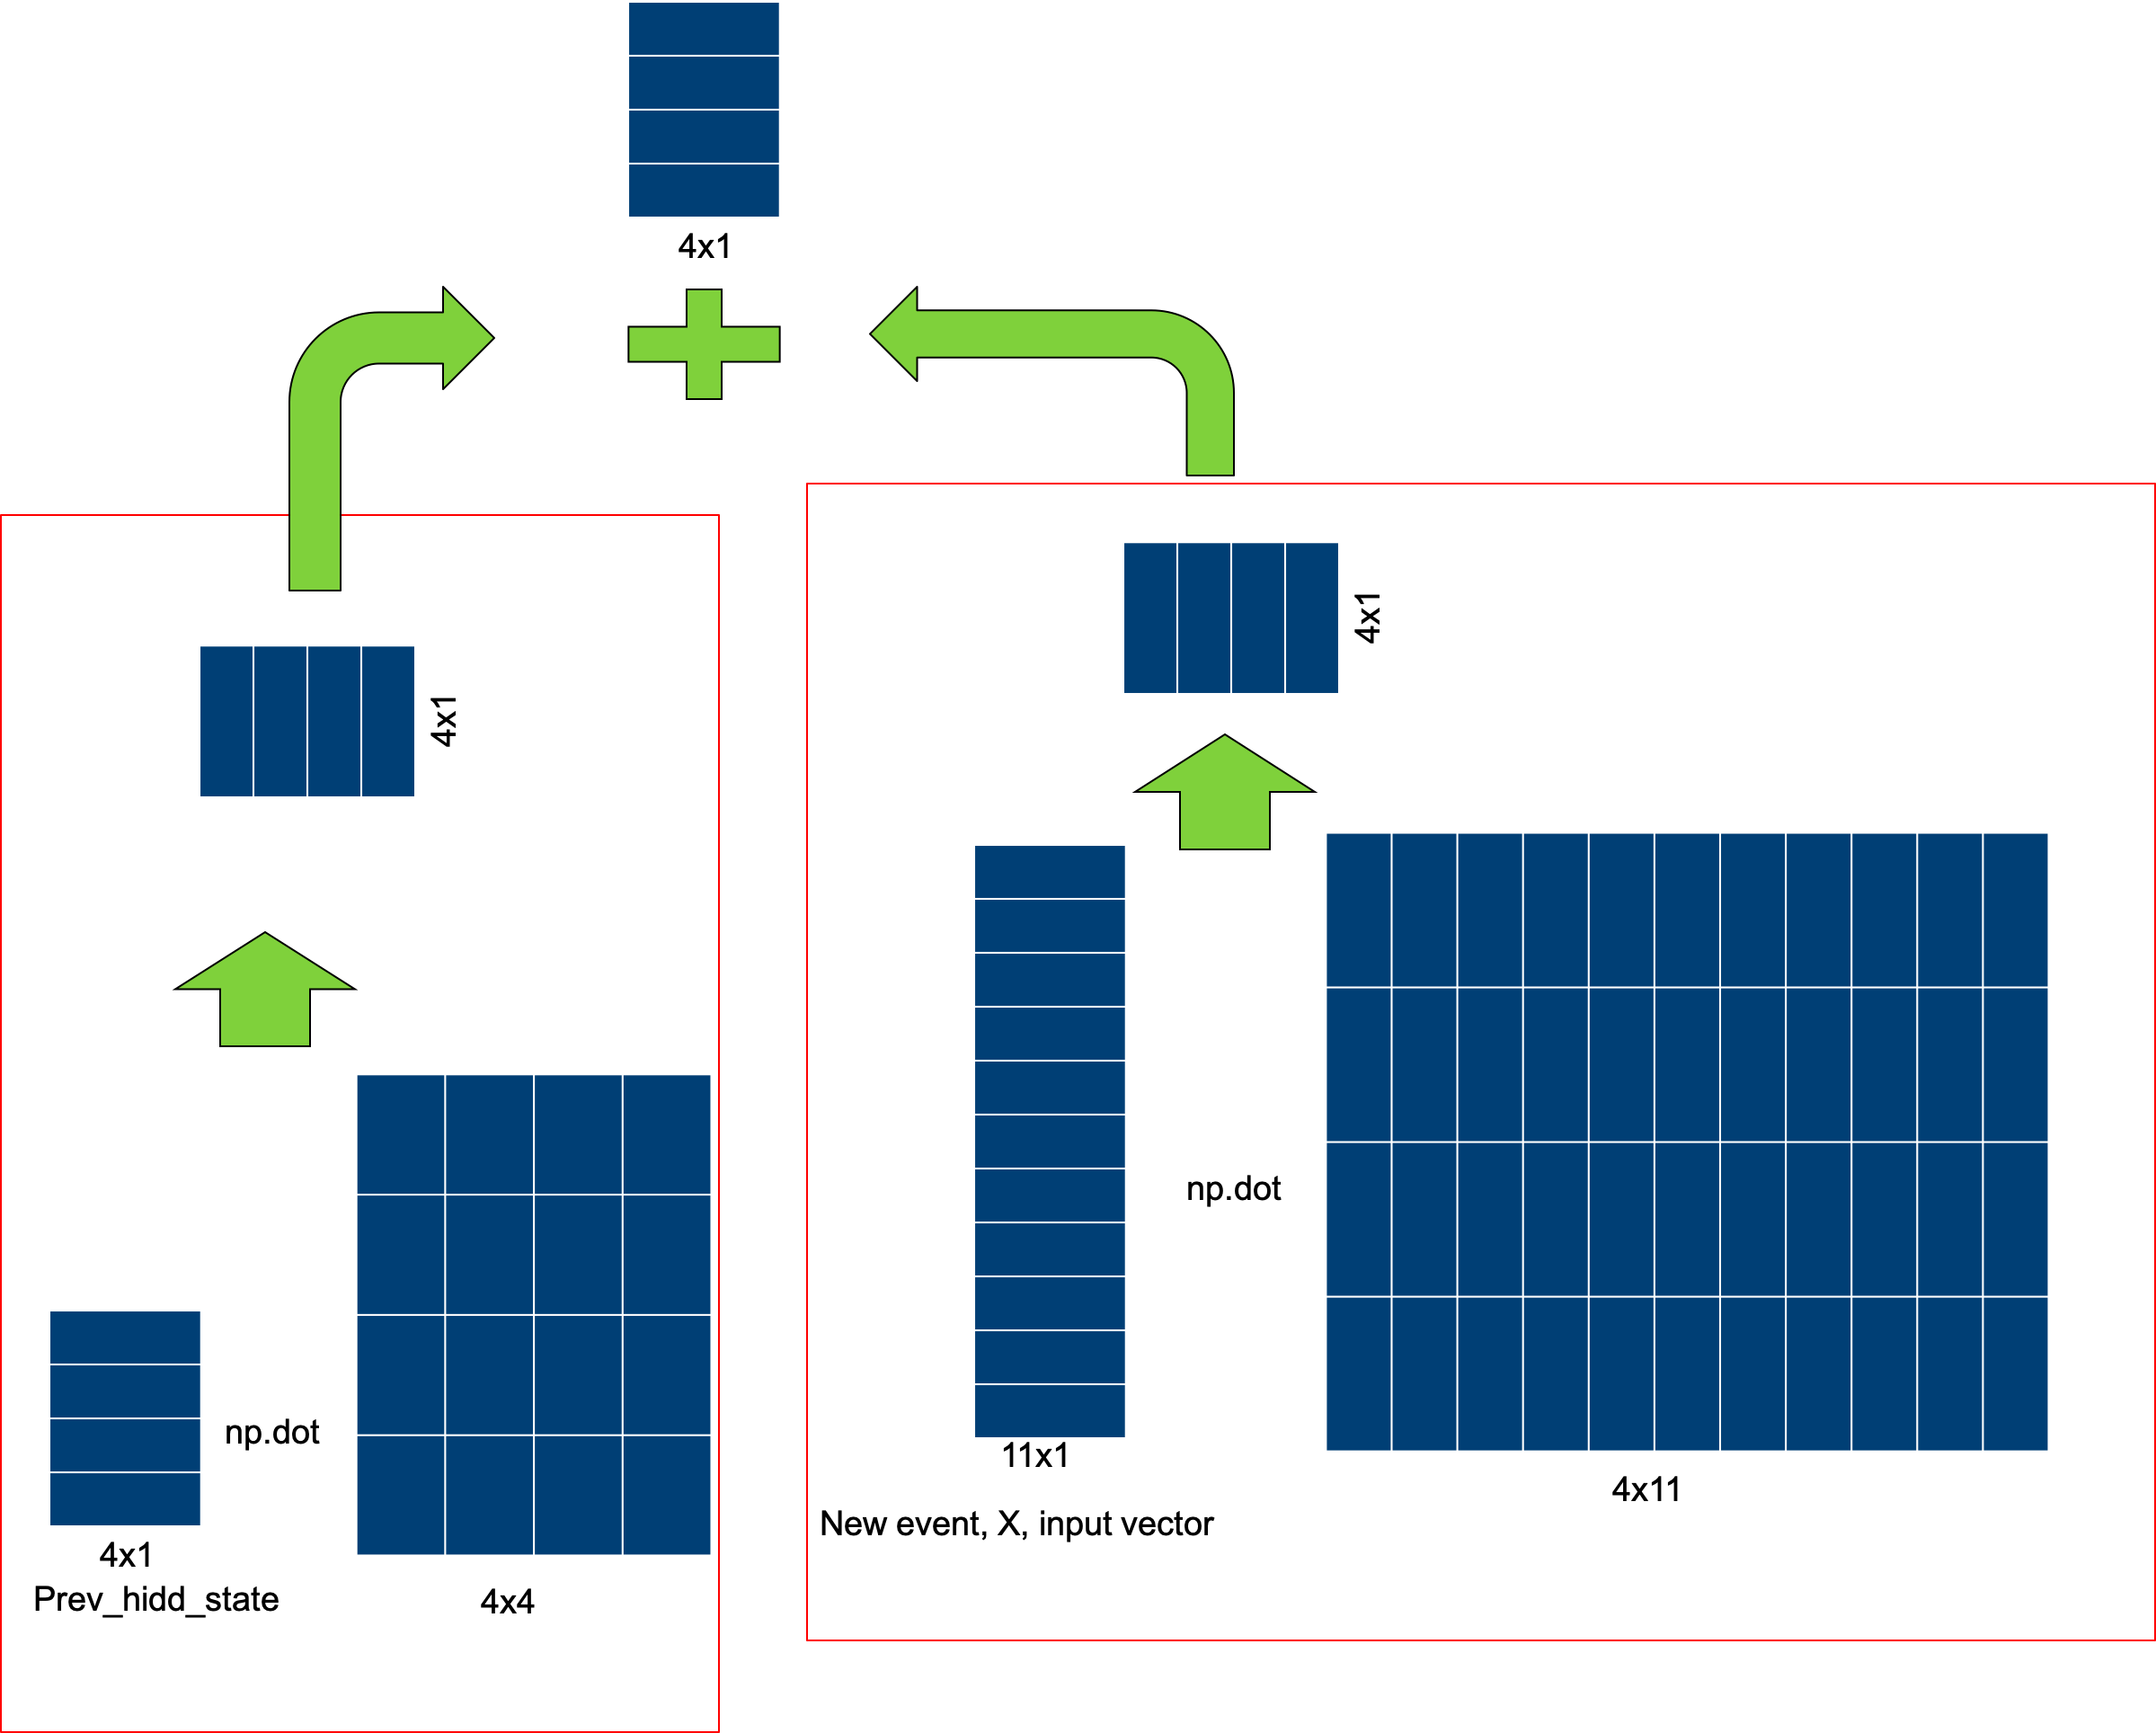 4x1
4x1
4x1
np.dot
4x1
Prev_hidd_state
4x4
np.dot
11x1
New event, X, input vector
4x11